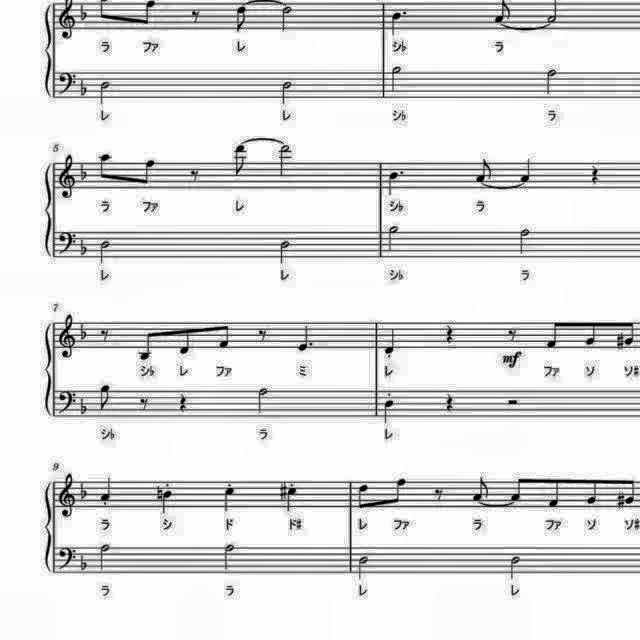 ラ ファ レ シ♭ ラ
レ レ シ♭ ラ
5
ラ ファ レ シ♭ ラ
レ レ シ♭ ラ
7
mf
シ♭ レ ファ ミ レ ファ ソ ソ#
シ♭ ラ レ
9
ラ シ ド ド# レ ファ ラ ファ ソ ソ#
ラ ラ レ レ